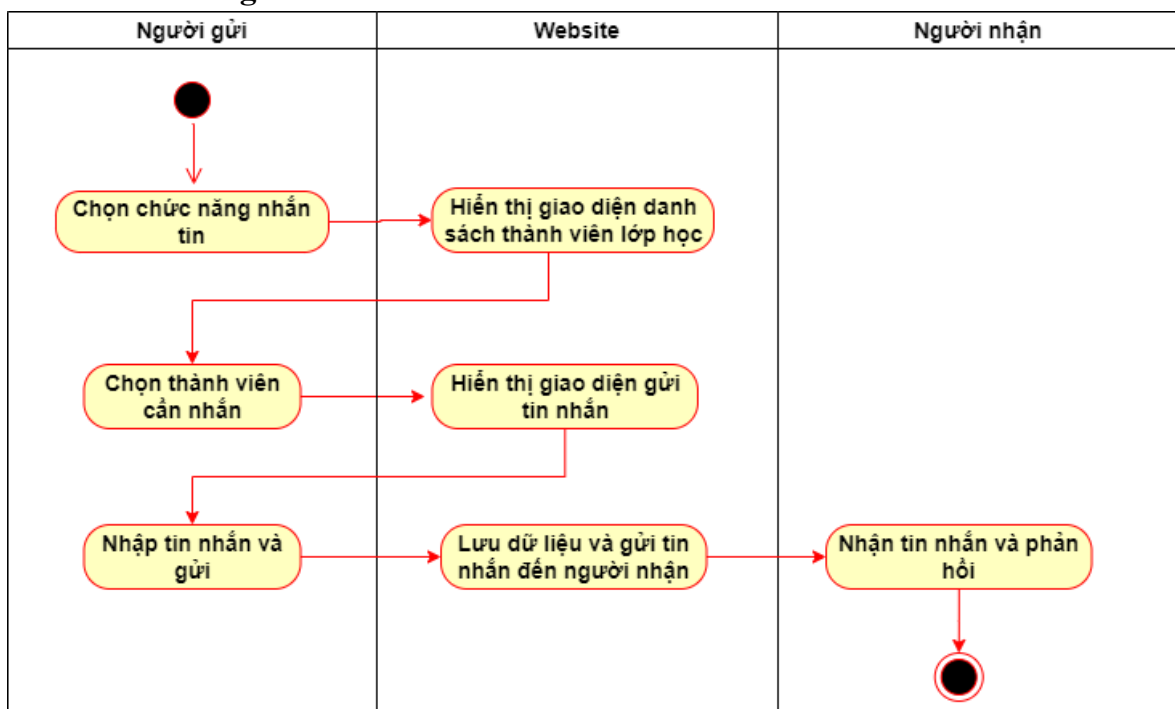 Người gửi
Website
Người nhận
Chọn chức năng nhắn
tin
Hiển thị giao diện danh
sách thành viên lớp học
Chọn thành viên
cần nhắn
Hiển thị giao diện gửi
tin nhắn
Nhập tin nhắn và
gửi
Lưu dữ liệu và gửi tin
nhắn đến người nhận
Nhận tin nhắn và phản
hồi